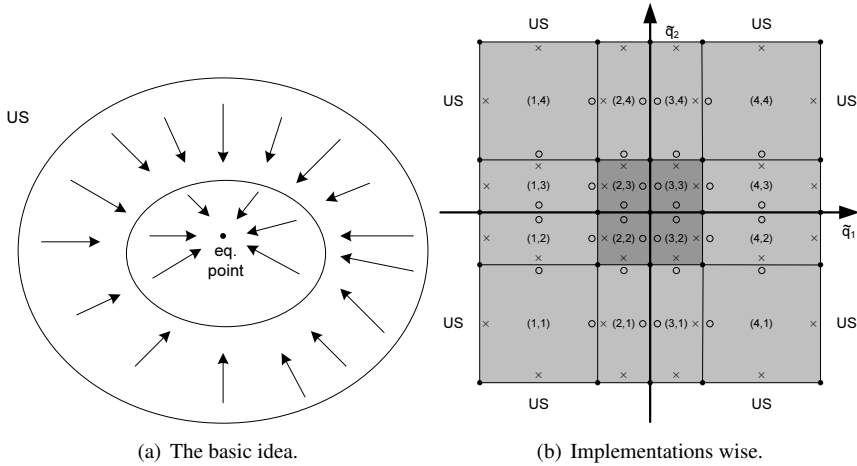 US
eq.
point
(a) The basic idea.
US US
q̃₂
US (1,4) (2,4) (3,4) (4,4) US
(1,3) (2,3) (3,3) (4,3)
q̃₁
(1,2) (2,2) (3,2) (4,2)
US (1,1) (2,1) (3,1) (4,1) US
US US
(b) Implementations wise.